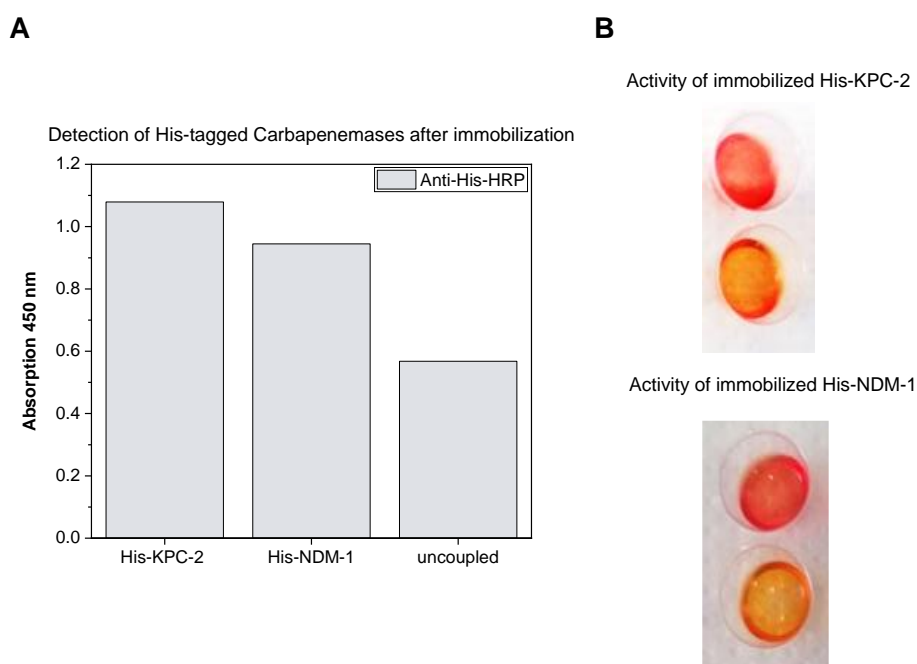 A
B
Activity of immobilized His-KPC-2
Detection of His-tagged Carbapenemases after immobilization
1.2
Anti-His-HRP
1.0
0.8
0.6
0.4
0.2
0.0
Absorption 450 nm
His-KPC-2 His-NDM-1 uncoupled
Activity of immobilized His-NDM-1